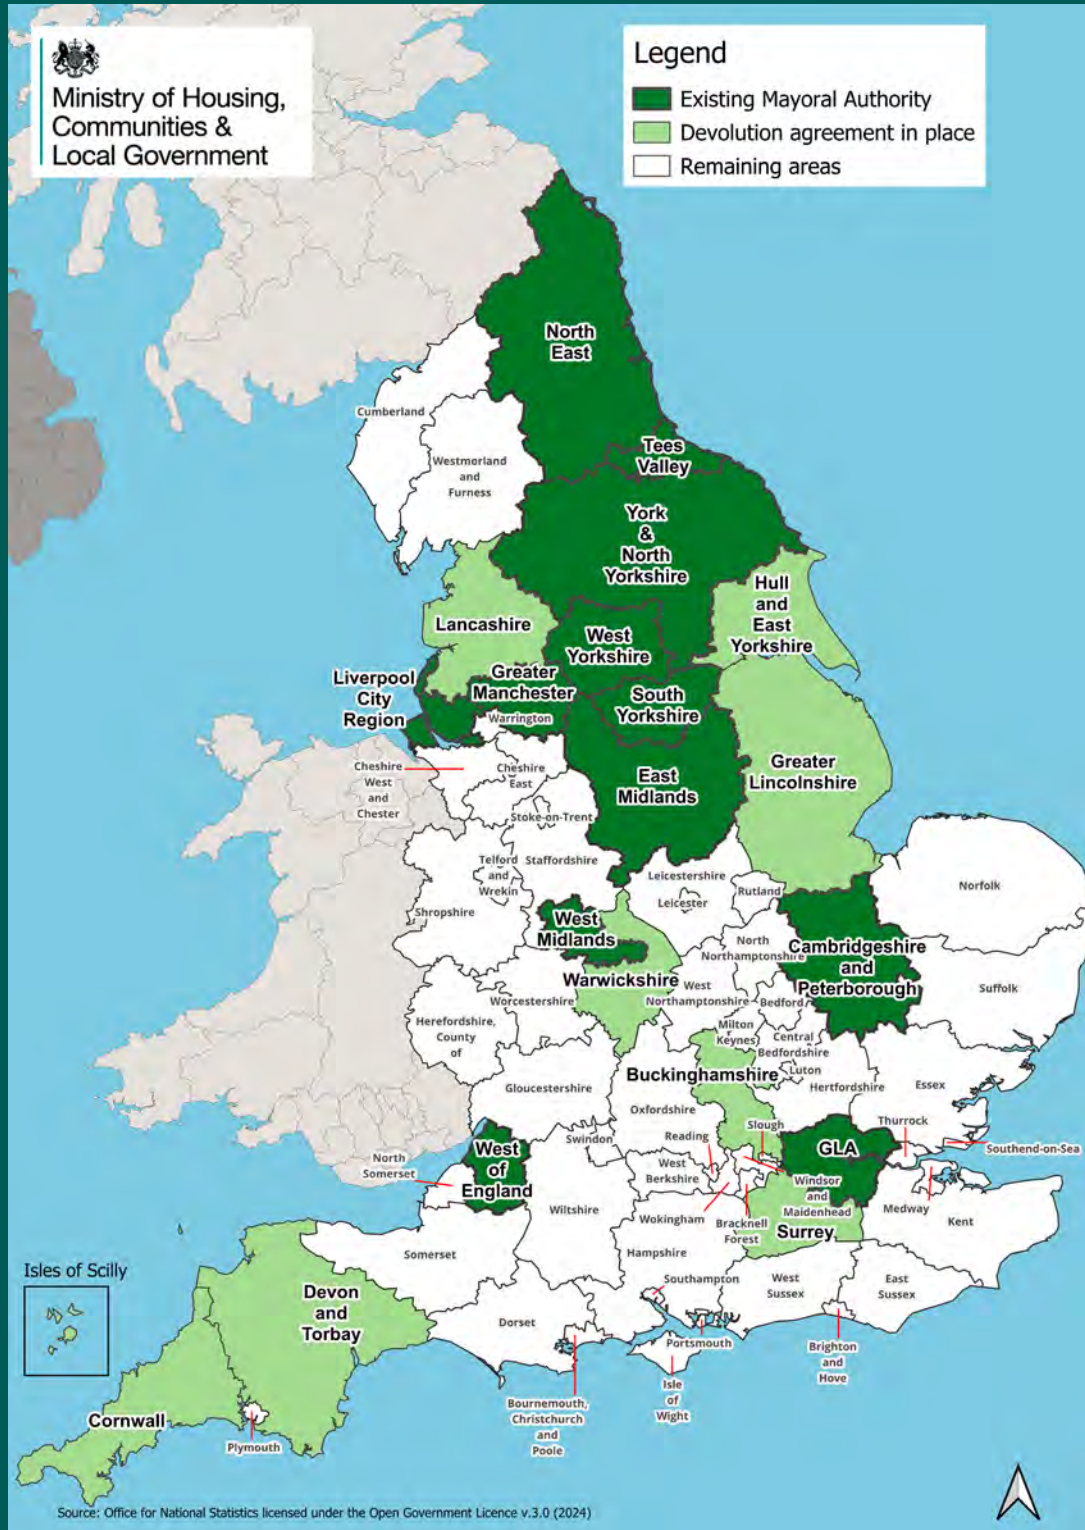 Ministry of Housing,
Communities &
Local Government
Legend
Existing Mayoral Authority
Devolution agreement in place
Remaining areas
North
East
Cumberland
Westmorland
and
Furness
Tees
Valley
York
&
North
Yorkshire
Hull
and
East
Yorkshire
Lancashire
West
Yorkshire
Liverpool
City
Region
Greater
Manchester
South
Yorkshire
Warrington
Cheshire
West
and
Chester
Cheshire
East
East
Midlands
Greater
Lincolnshire
Stoke-on-Trent
Telford
and
Wrekin
Staffordshire
Leicestershire
Leicester
Rutland
Norfolk
Shropshire
West
Midlands
North
Northamptonshire
Cambridgeshire
and
Peterborough
Warwickshire
West
Northamptonshire
Bedford
Suffolk
Worcestershire
Herefordshire,
County
of
Milton
Keynes
Central
Bedfordshire
Luton
Buckinghamshire
Hertfordshire
Essex
Gloucestershire
Oxfordshire
Thurrock
Southend-on-Sea
Slough
Swindon
Reading
GLA
North
Somerset
West
of
England
West
Berkshire
Windsor
and
Maidenhead
Wiltshire
Wokingham
Bracknell
Forest
Medway
Kent
Surrey
Somerset
Hampshire
Isles of Scilly
Devon
and
Torbay
Southampton
West
Sussex
East
Sussex
Dorset
Portsmouth
Brighton
and
Hove
Isle
of
Wight
Bournemouth,
Christchurch
and
Poole
Cornwall
Plymouth
Source: Office for National Statistics licensed under the Open Government Licence v.3.0 (2024)